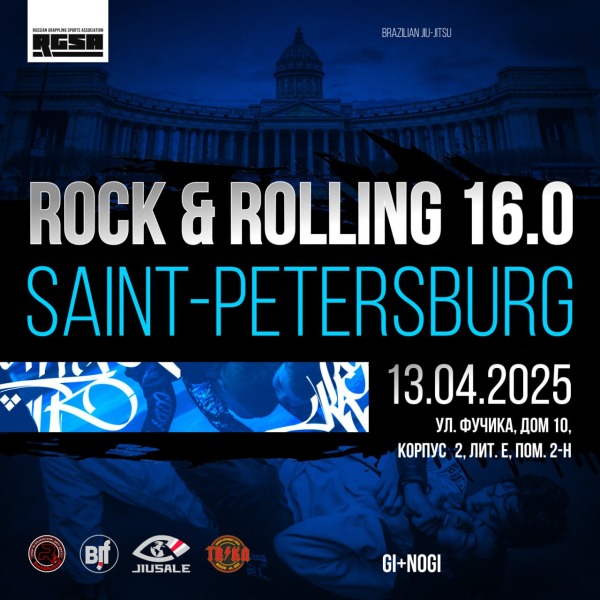 RUSSIAN GRAPPLING SPORTS ASSOCIATION
RGSA
BRAZILIAN JIU-JITSU
ROCK & ROLLING 16.0
SAINT-PETERSBURG
13.04.2025
УЛ. ФУЧИКА, ДОМ 10,
КОРПУС 2, ЛИТ. Е, ПОМ. 2-Н
BJF
JIUSALE
GI+NOGI